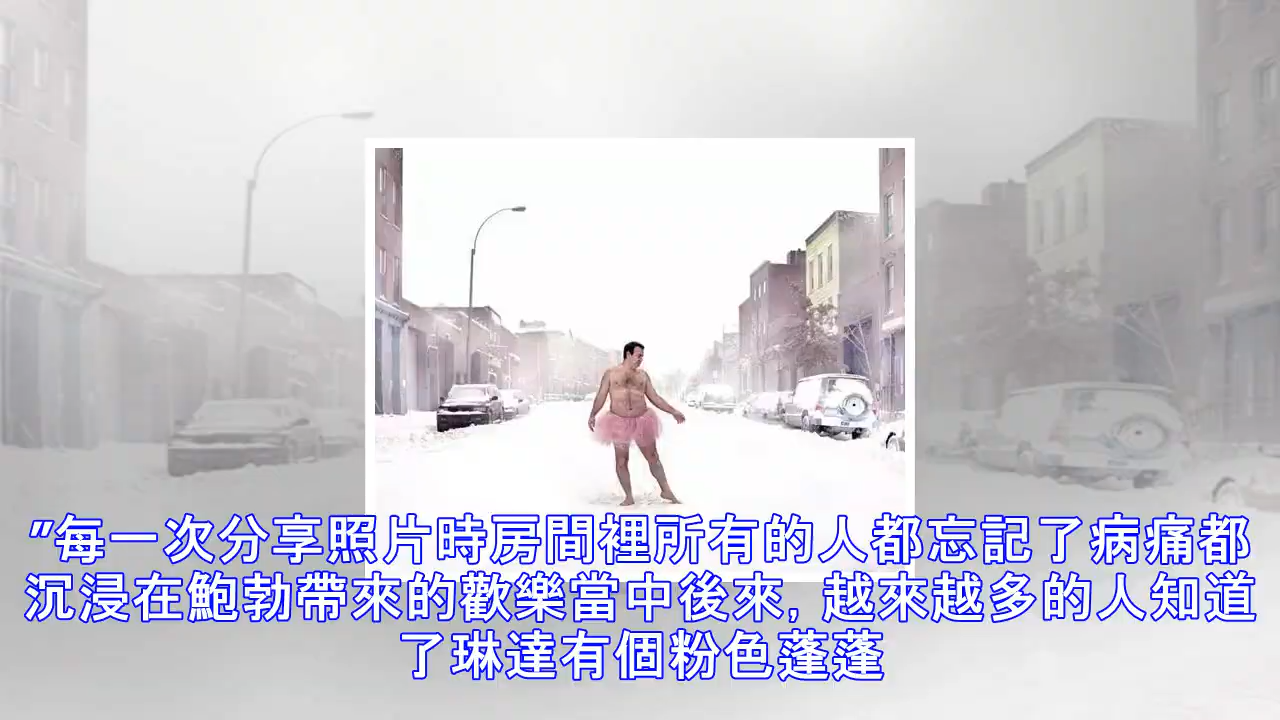 "每一次分享照片時房間裡所有的人都忘記了病痛都
沉浸在鮑勃帶來的歡樂當中後來, 越來越多的人知道
了琳達有個粉色蓬蓬